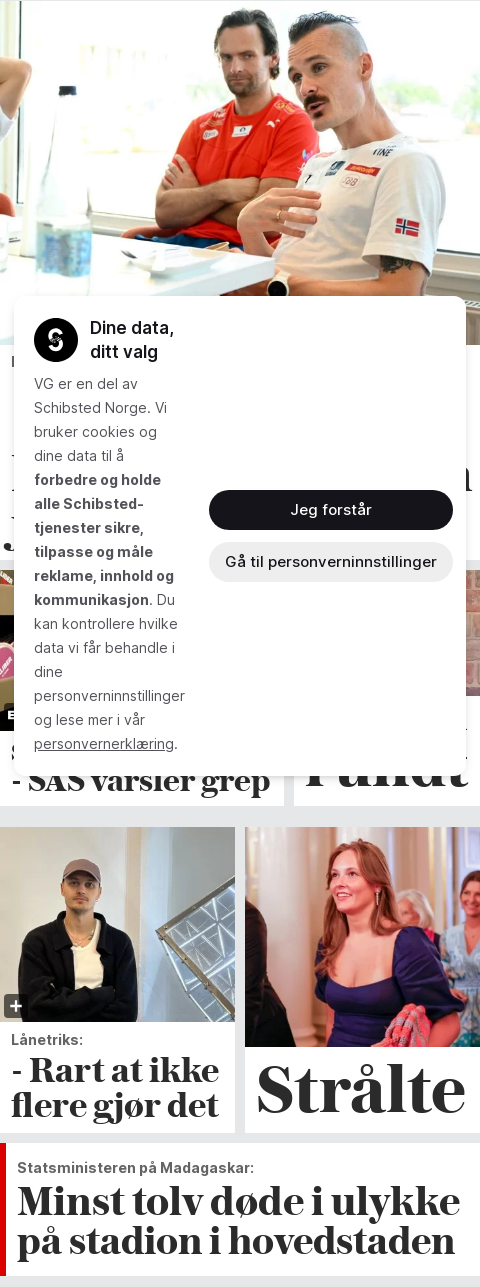 Dine data,
ditt valg
VG er en del av
Schibsted Norge. Vi
bruker cookies og
dine data til å
forbedre og holde
alle Schibsted-
tjenester sikre,
tilpasse og måle
reklame, innhold og
kommunikasjon. Du
kan kontrollere hvilke
data vi får behandle i
dine
personverninnstillinger
og lese mer i vår
personvernerklæring.
Jeg forstår
Gå til personverninnstillinger
- SAS varsler grep
Lånetriks:
- Rart at ikke
flere gjør det
Strålte
Statsministeren på Madagaskar:
Minst tolv døde i ulykke
på stadion i hovedstaden